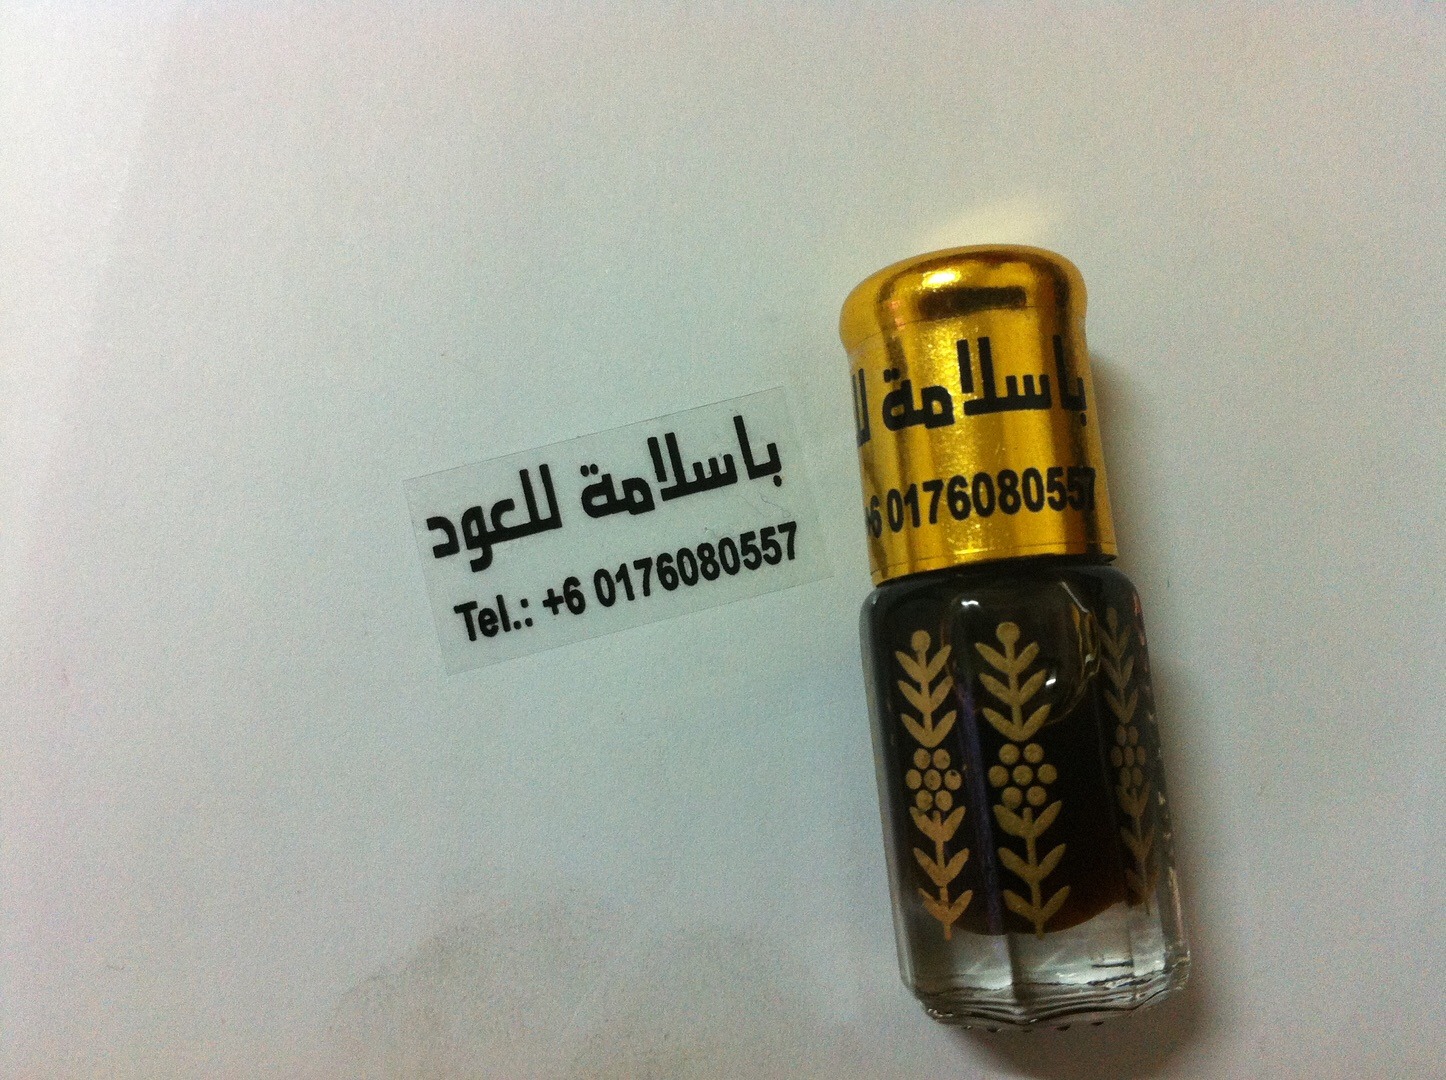 باسلامة للعود
Tel.: +6 0176080557
باسلامة لل
+6 0176080557